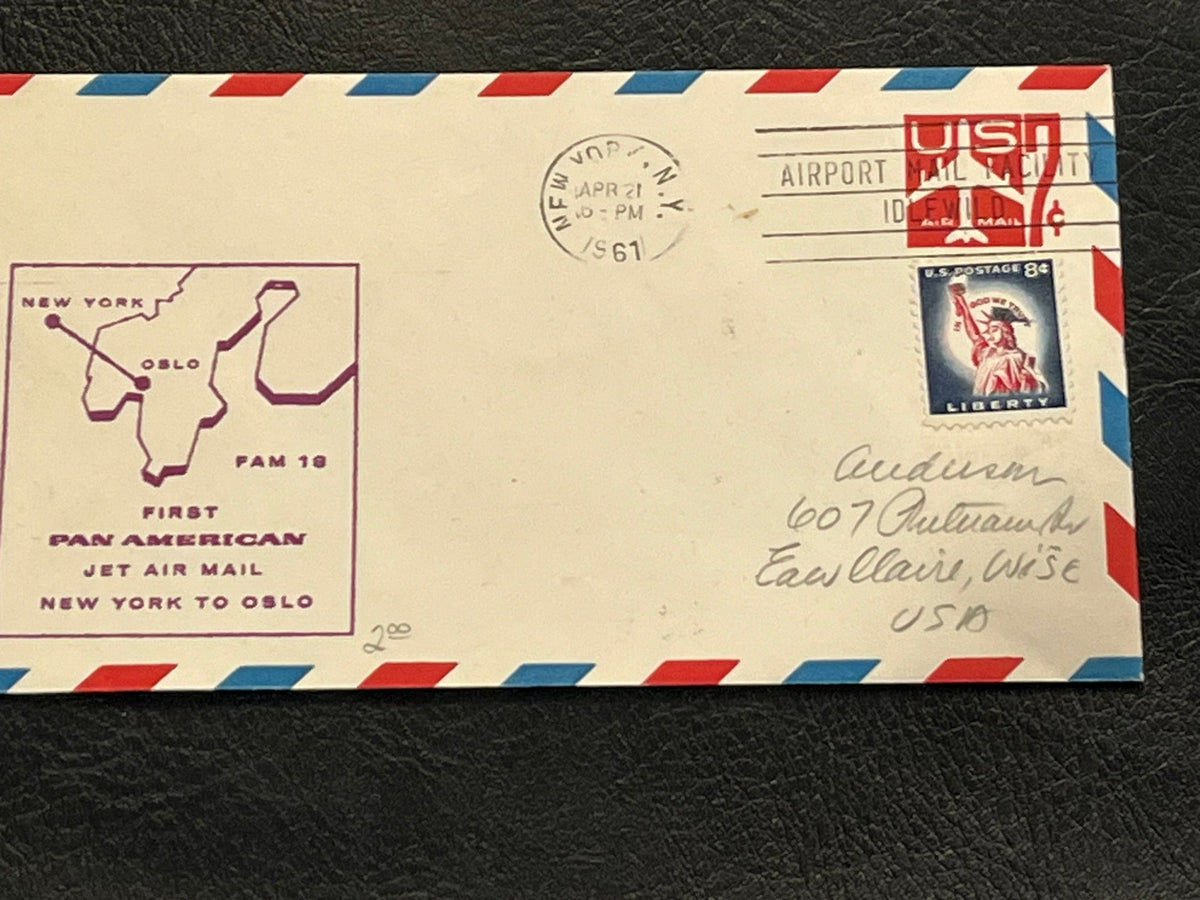 NEW YORK, N.Y.
APR 21
PM
1961
AIRPORT MAIL FACILITY
IDLEWILD
US 7¢
AIR MAIL
U.S. POSTAGE 8¢
IN GOD WE TRUST
LIBERTY
NEW YORK
OSLO
FAM 18
FIRST
PAN AMERICAN
JET AIR MAIL
NEW YORK TO OSLO
2.00
Anderson
607 Putnam Dr
Eau Claire, Wisc
USA